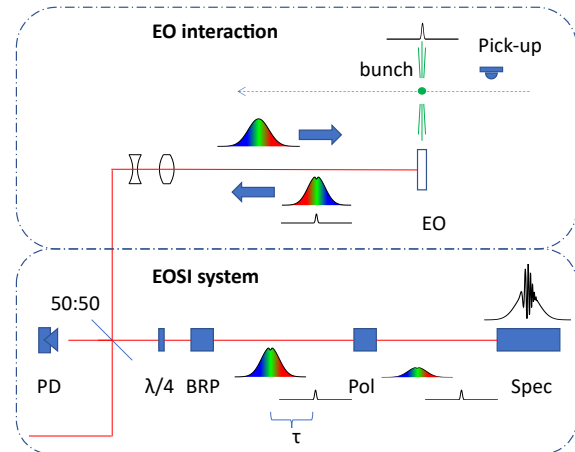 EO interaction
Pick-up
bunch
EO
EOSI system
50:50
PD
λ/4
BRP
Pol
Spec
τ